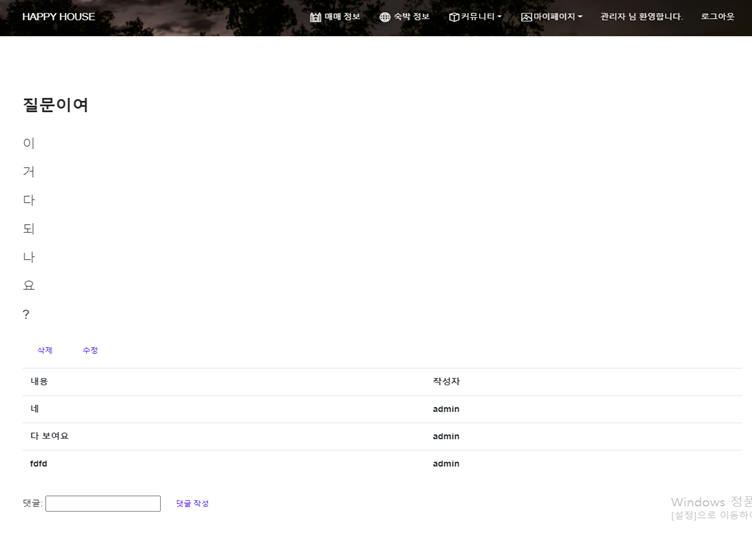 HAPPY HOUSE 매매 정보 숙박 정보 커뮤니티 마이페이지 관리자 님 환영합니다. 로그아웃
질문이여
이
거
다
되
나
요
?
삭제 수정
내용 작성자
네 admin
다 보여요 admin
fdfd admin
댓글: 댓글 작성
Windows 정품
[설정]으로 이동하여